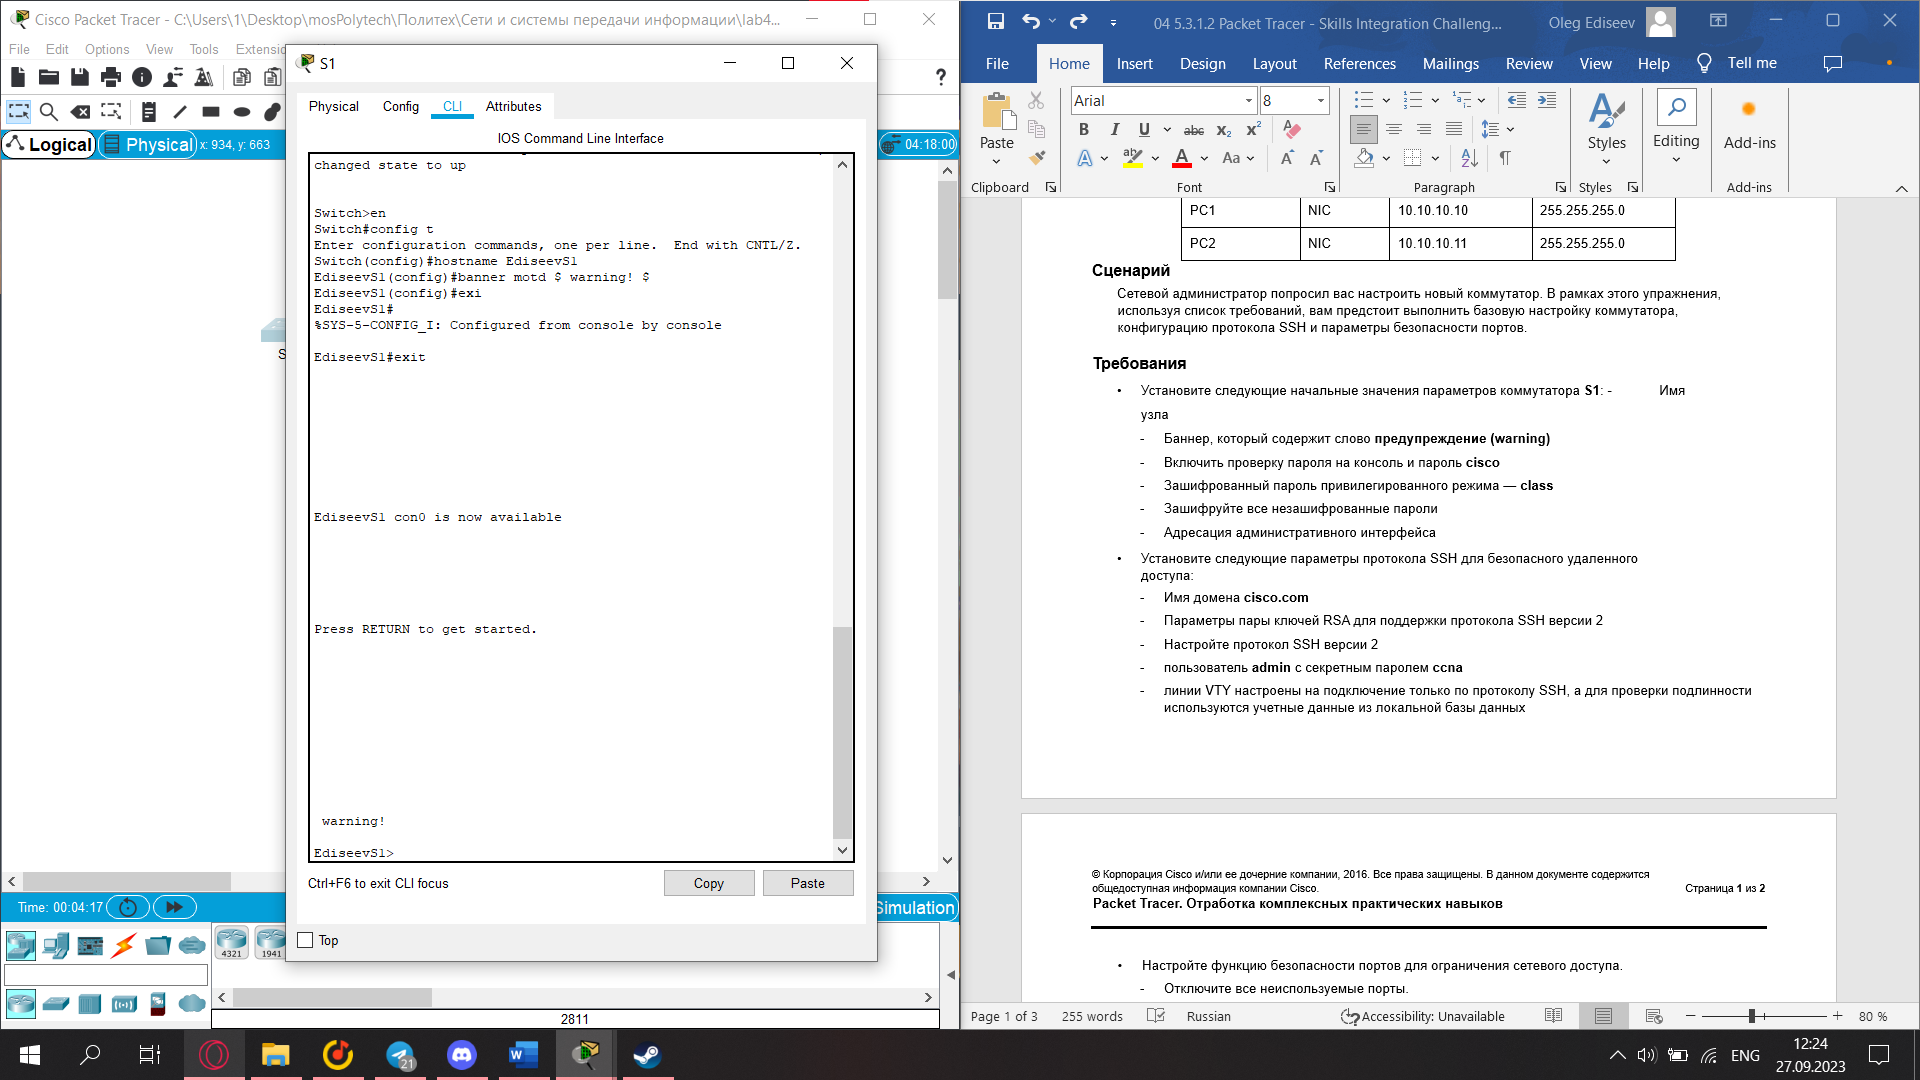 Cisco Packet Tracer - C:\Users\1\Desktop\mosPolytech\Политех\Сети и системы передачи информации\lab4...
File Edit Options View Tools Extensio
Logical
Physical x: 934, y: 663
04:18:00
S1
Physical Config CLI Attributes
IOS Command Line Interface
changed state to up
Switch>en
Switch#config t
Enter configuration commands, one per line.  End with CNTL/Z.
Switch(config)#hostname EdiseevS1
EdiseevS1(config)#banner motd $ warning! $
EdiseevS1(config)#exi
EdiseevS1#
%SYS-5-CONFIG_I: Configured from console by console
EdiseevS1#exit
EdiseevS1 con0 is now available
Press RETURN to get started.
warning!
EdiseevS1>
Ctrl+F6 to exit CLI focus
Copy
Paste
Top
S
Time: 00:04:17
Simulation
4321
1941
2811
04 5.3.1.2 Packet Tracer - Skills Integration Challeng...
Oleg Ediseev
File Home Insert Design Layout References Mailings Review View Help Tell me
Paste
Arial
8
Styles
Editing
Add-ins
Clipboard
Font
Paragraph
Styles
Add-ins
PC1 NIC 10.10.10.10 255.255.255.0
PC2 NIC 10.10.10.11 255.255.255.0
Сценарий
Сетевой администратор попросил вас настроить новый коммутатор. В рамках этого упражнения,
используя список требований, вам предстоит выполнить базовую настройку коммутатора,
конфигурацию протокола SSH и параметры безопасности портов.
Требования
• Установите следующие начальные значения параметров коммутатора S1: - Имя
узла
- Баннер, который содержит слово предупреждение (warning)
- Включить проверку пароля на консоль и пароль cisco
- Зашифрованный пароль привилегированного режима — class
- Зашифруйте все незашифрованные пароли
- Адресация административного интерфейса
• Установите следующие параметры протокола SSH для безопасного удаленного
доступа:
- Имя домена cisco.com
- Параметры пары ключей RSA для поддержки протокола SSH версии 2
- Настройте протокол SSH версии 2
- пользователь admin с секретным паролем ccna
- линии VTY настроены на подключение только по протоколу SSH, а для проверки подлинности
используются учетные данные из локальной базы данных
© Корпорация Cisco и/или ее дочерние компании, 2016. Все права защищены. В данном документе содержится
общедоступная информация компании Cisco. Страница 1 из 2
Packet Tracer. Отработка комплексных практических навыков
• Настройте функцию безопасности портов для ограничения сетевого доступа.
- Отключите все неиспользуемые порты.
Page 1 of 3 255 words Russian Accessibility: Unavailable 80 %
21
ENG
12:24
27.09.2023